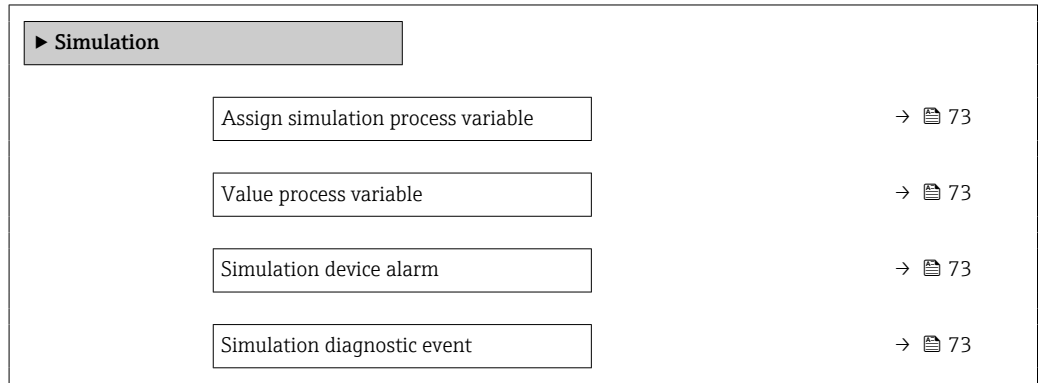 ▶ Simulation
Assign simulation process variable → 73
Value process variable → 73
Simulation device alarm → 73
Simulation diagnostic event → 73